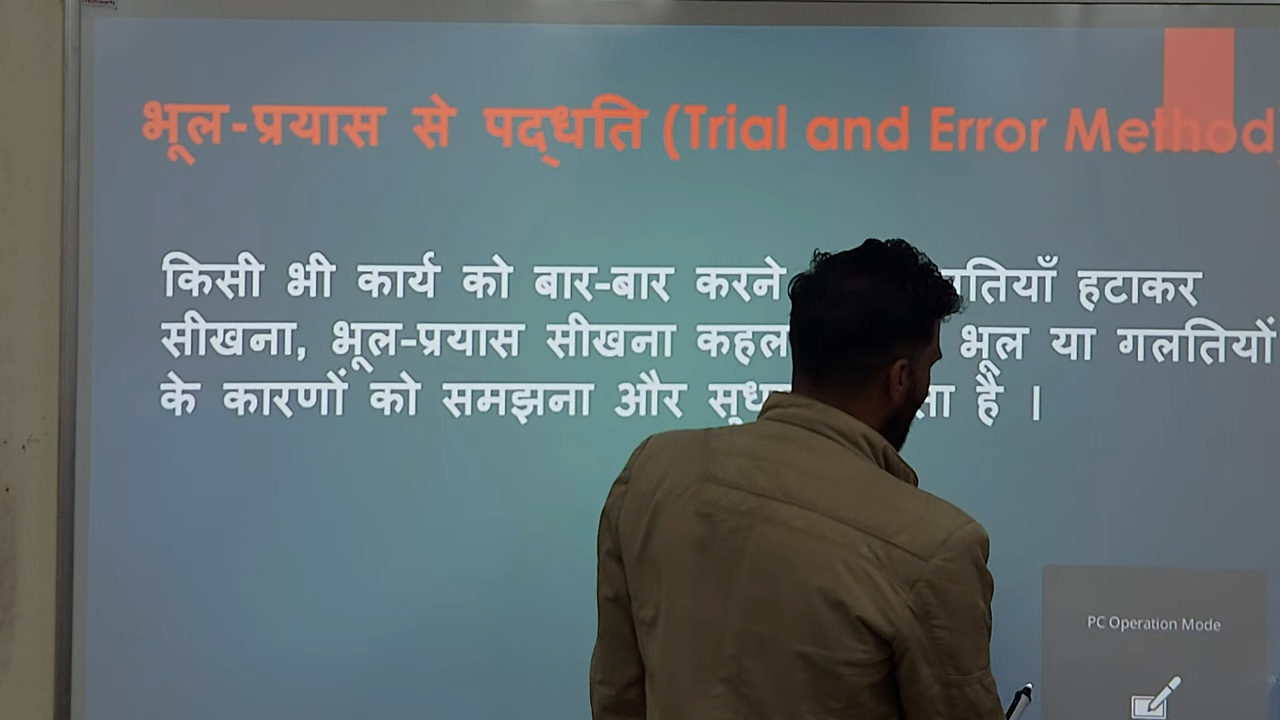 भूल-प्रयास से पद्धति (Trial and Error Method
किसी भी कार्य को बार-बार करने हटाकर
सीखना, भूल-प्रयास सीखना भूल या गलतियों
के कारणों को समझना और है ।
PC Operation Mode